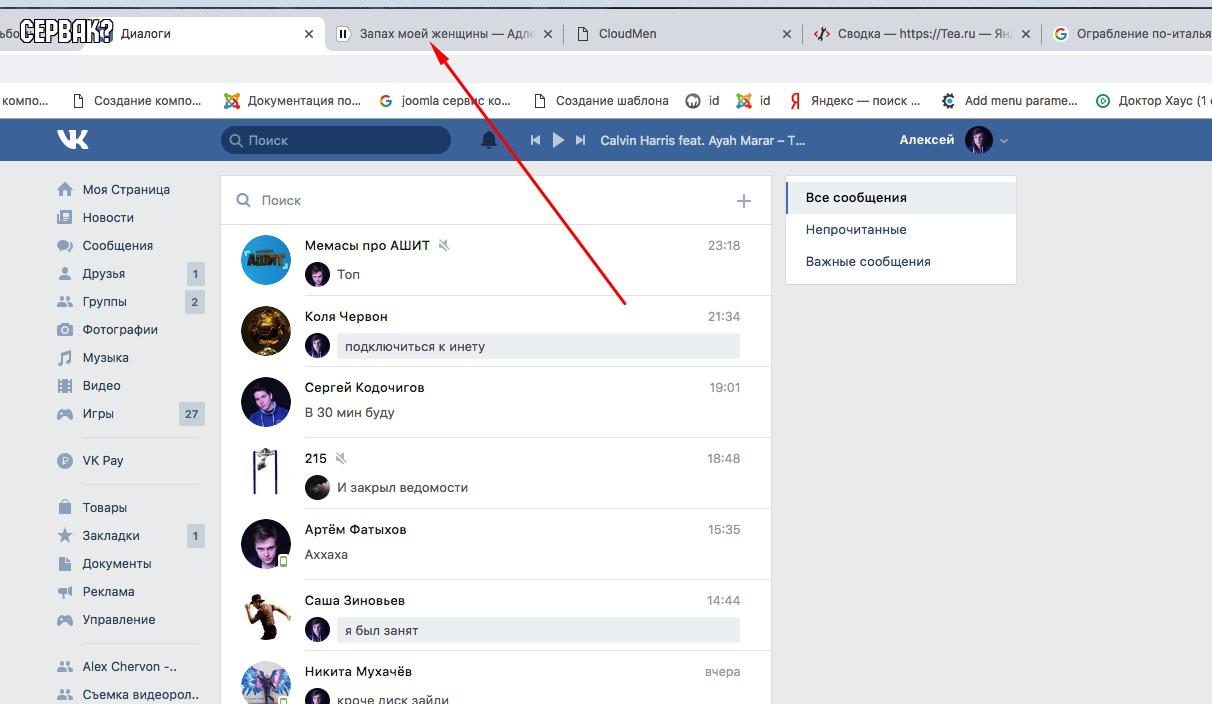 ьбо СЕРВАК? Диалоги Запах моей женщины — Адле CloudMen Сводка — https://Tea.ru — Ян Ограбление по-италья
компо... Создание компо... Документация по... joomla сервис ко... Создание шаблона id id Яндекс — поиск ... Add menu parame... Доктор Хаус (1 с
Поиск Calvin Harris feat. Ayah Marar – T... Алексей
Моя Страница
Новости
Сообщения
Друзья 1
Группы 2
Фотографии
Музыка
Видео
Игры 27
VK Pay
Товары
Закладки 1
Документы
Реклама
Управление
Alex Chervon -..
Съемка видеорол..
Поиск
Мемасы про АШИТ 23:18
АШИТ
Топ
Коля Червон 21:34
подключиться к инету
Сергей Кодочигов 19:01
В 30 мин буду
215 18:48
И закрыл ведомости
Артём Фатыхов 15:35
Аххаха
Саша Зиновьев 14:44
я был занят
Никита Мухачёв вчера
кроче диск зайди
Все сообщения
Непрочитанные
Важные сообщения